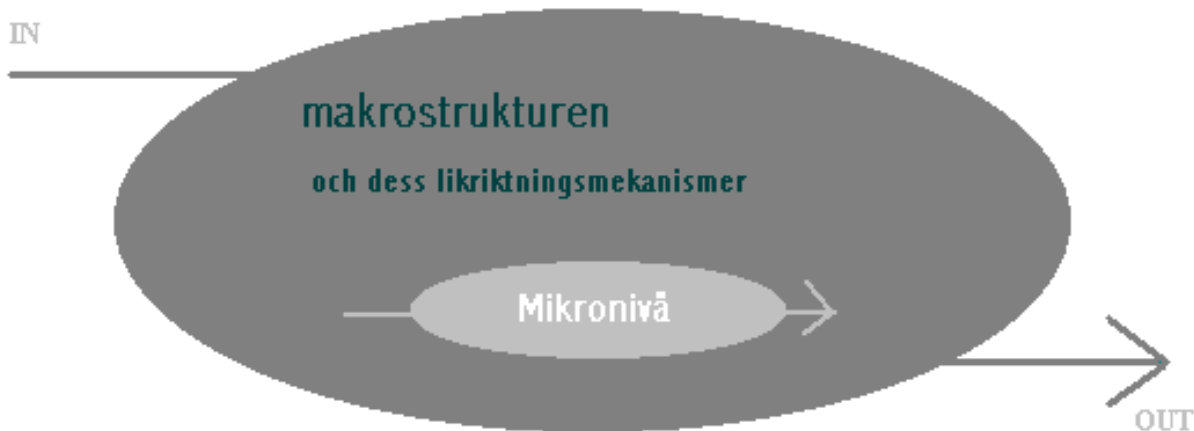 IN
makrostrukturen
och dess likriktningsmekanismer
Mikronivå
OUT